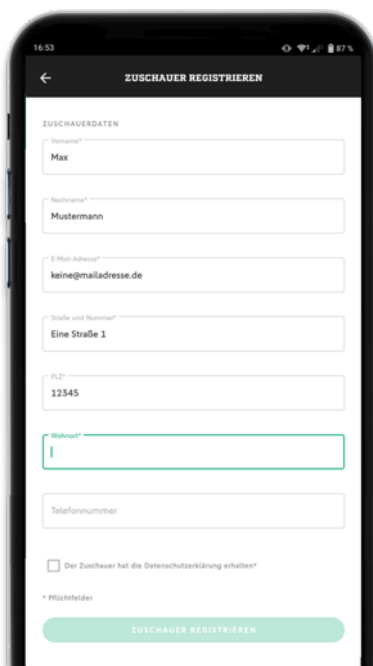 16:53
87 %
ZUSCHAUER REGISTRIEREN
ZUSCHAUERDATEN
Vorname*
Max
Nachname*
Mustermann
E-Mail-Adresse*
keine@mailadresse.de
Straße und Nummer*
Eine Straße 1
PLZ*
12345
Wohnort*
Telefonnummer
Der Zuschauer hat die Datenschutzerklärung erhalten*
* Pflichtfelder
ZUSCHAUER REGISTRIEREN